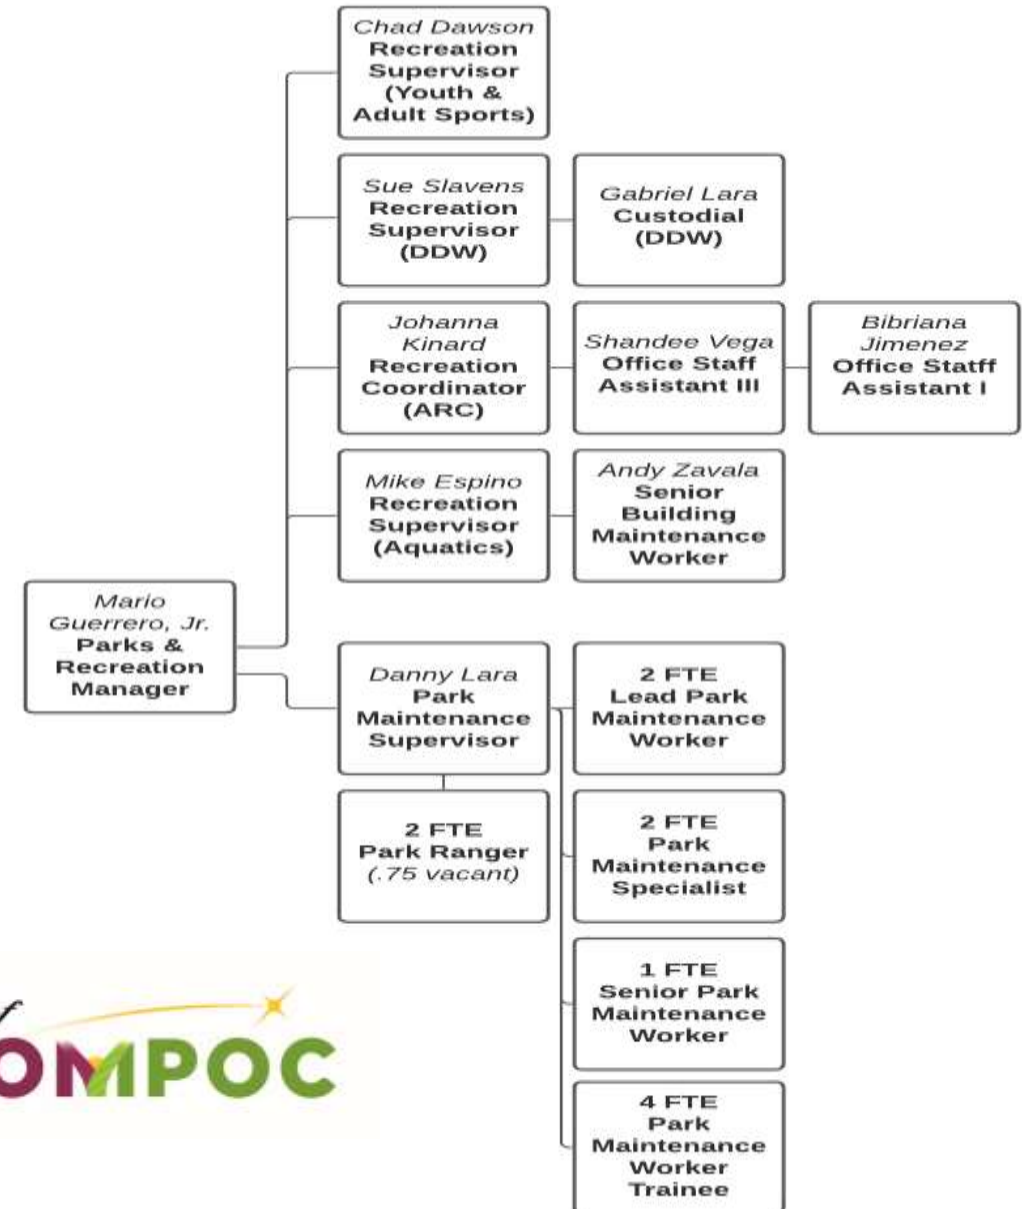 Chad Dawson
Recreation
Supervisor
(Youth &
Adult Sports)
Sue Slavens
Recreation
Supervisor
(DDW)
Gabriel Lara
Custodial
(DDW)
Johanna
Kinard
Recreation
Coordinator
(ARC)
Shandee Vega
Office Staff
Assistant III
Bibriana
Jimenez
Office Statff
Assistant I
Mike Espino
Recreation
Supervisor
(Aquatics)
Andy Zavala
Senior
Building
Maintenance
Worker
Mario
Guerrero, Jr.
Parks &
Recreation
Manager
Danny Lara
Park
Maintenance
Supervisor
2 FTE
Lead Park
Maintenance
Worker
2 FTE
Park Ranger
(.75 vacant)
2 FTE
Park
Maintenance
Specialist
1 FTE
Senior Park
Maintenance
Worker
4 FTE
Park
Maintenance
Worker
Trainee
OMPOC